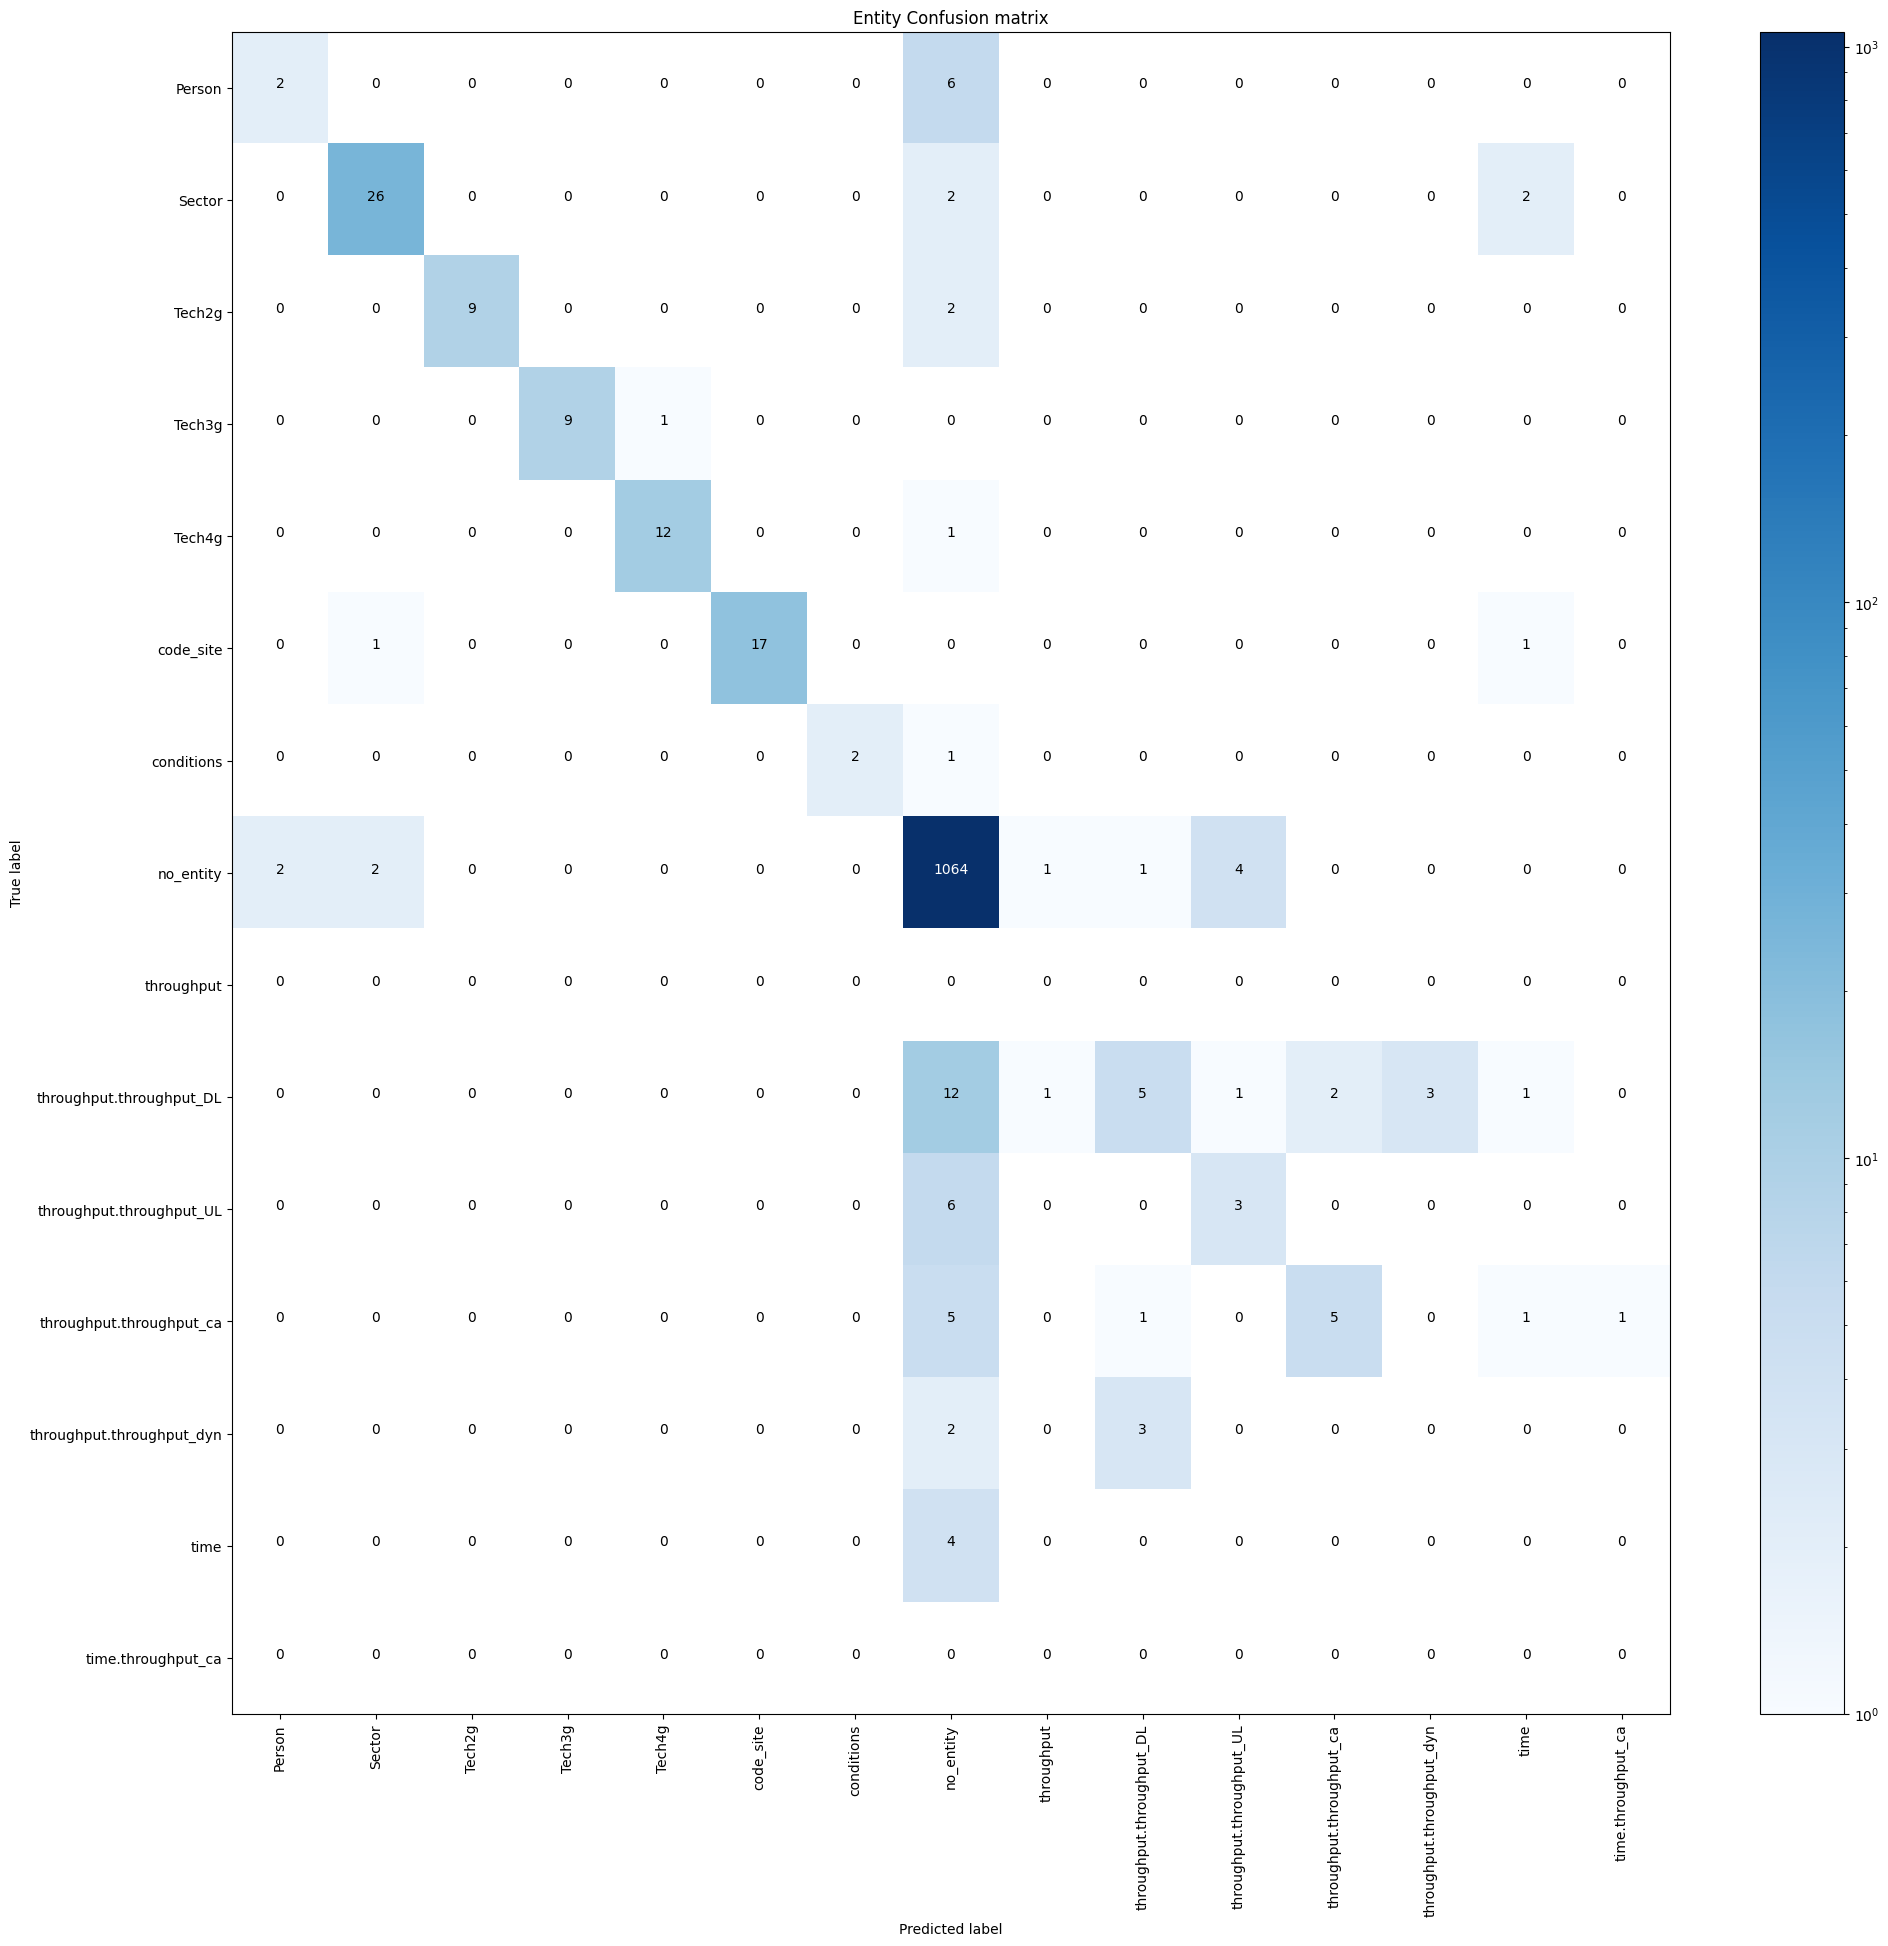 Entity Confusion matrix
Person 2 0 0 0 0 0 0 6 0 0 0 0 0 0 0
Sector 0 26 0 0 0 0 0 2 0 0 0 0 0 2 0
Tech2g 0 0 9 0 0 0 0 2 0 0 0 0 0 0 0
Tech3g 0 0 0 9 1 0 0 0 0 0 0 0 0 0 0
Tech4g 0 0 0 0 12 0 0 1 0 0 0 0 0 0 0
code_site 0 1 0 0 0 17 0 0 0 0 0 0 0 1 0
conditions 0 0 0 0 0 0 2 1 0 0 0 0 0 0 0
no_entity 2 2 0 0 0 0 0 1064 1 1 4 0 0 0 0
throughput 0 0 0 0 0 0 0 0 0 0 0 0 0 0 0
throughput.throughput_DL 0 0 0 0 0 0 0 12 1 5 1 2 3 1 0
throughput.throughput_UL 0 0 0 0 0 0 0 6 0 0 3 0 0 0 0
throughput.throughput_ca 0 0 0 0 0 0 0 5 0 1 0 5 0 1 1
throughput.throughput_dyn 0 0 0 0 0 0 0 2 0 3 0 0 0 0 0
time 0 0 0 0 0 0 0 4 0 0 0 0 0 0 0
time.throughput_ca 0 0 0 0 0 0 0 0 0 0 0 0 0 0 0
True label
Person
Sector
Tech2g
Tech3g
Tech4g
code_site
conditions
no_entity
throughput
throughput.throughput_DL
throughput.throughput_UL
throughput.throughput_ca
throughput.throughput_dyn
time
time.throughput_ca
Predicted label
10³
10²
10¹
10⁰